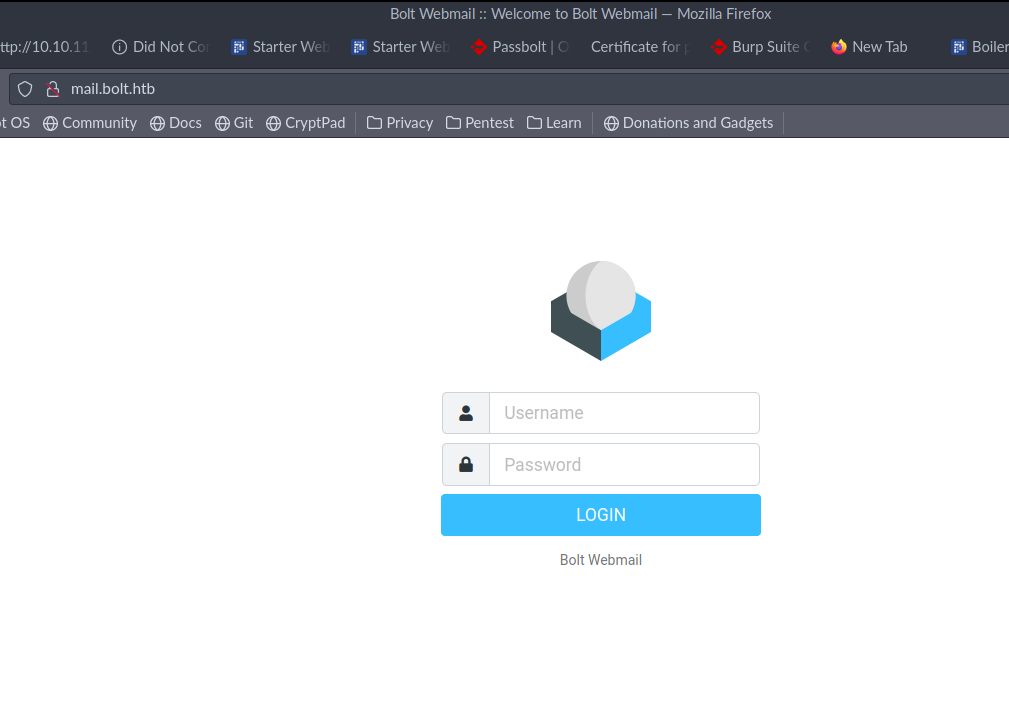 Bolt Webmail :: Welcome to Bolt Webmail — Mozilla Firefox
ttp://10.10.11 Did Not Co Starter Web Starter Web Passbolt | O Certificate for Burp Suite New Tab Boiler
mail.bolt.htb
ot OS Community Docs Git CryptPad Privacy Pentest Learn Donations and Gadgets
Username
Password
LOGIN
Bolt Webmail